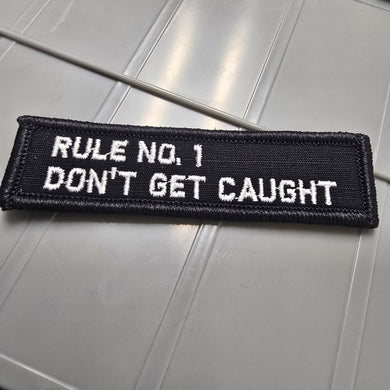 RULE NO. 1
DON'T GET CAUGHT